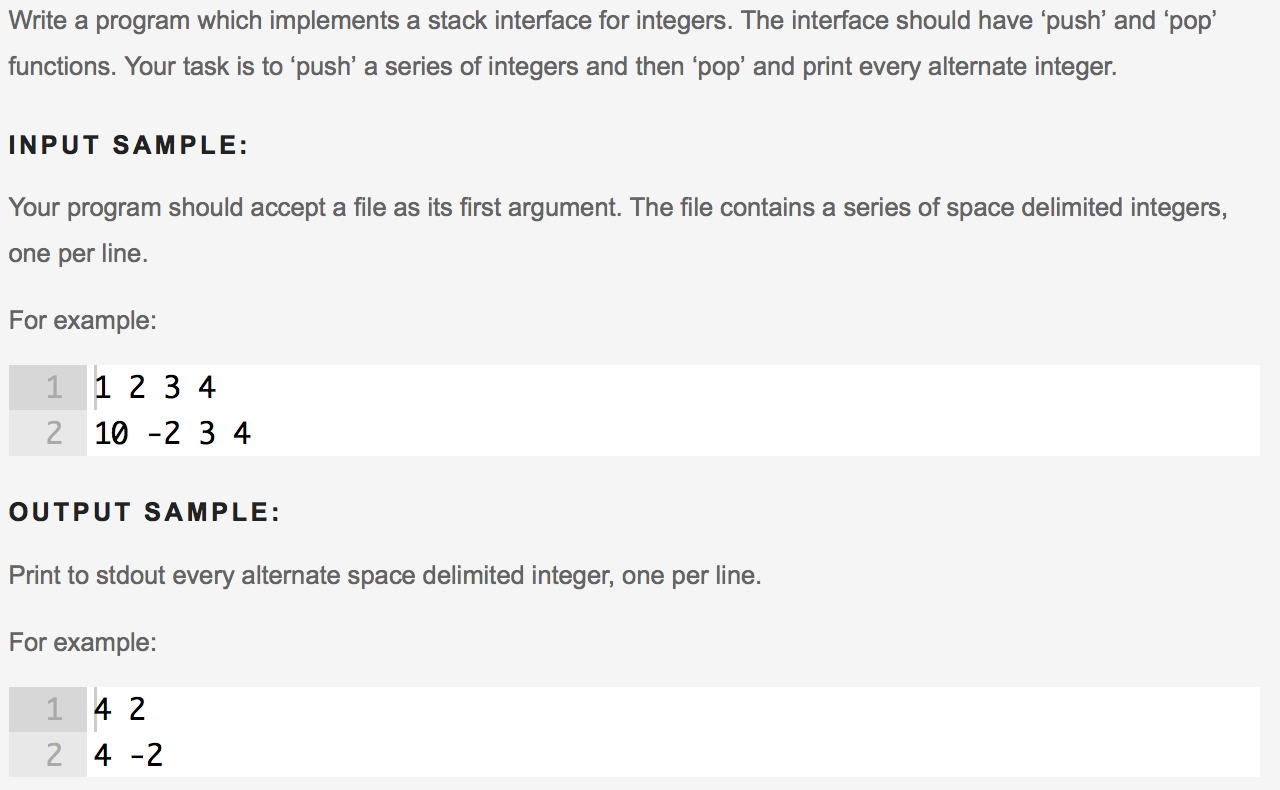 Write a program which implements a stack interface for integers. The interface should have ‘push’ and ‘pop’
functions. Your task is to ‘push’ a series of integers and then ‘pop’ and print every alternate integer.
INPUT SAMPLE:
Your program should accept a file as its first argument. The file contains a series of space delimited integers,
one per line.
For example:
1 1 2 3 4
2 10 -2 3 4
OUTPUT SAMPLE:
Print to stdout every alternate space delimited integer, one per line.
For example:
1 4 2
2 4 -2